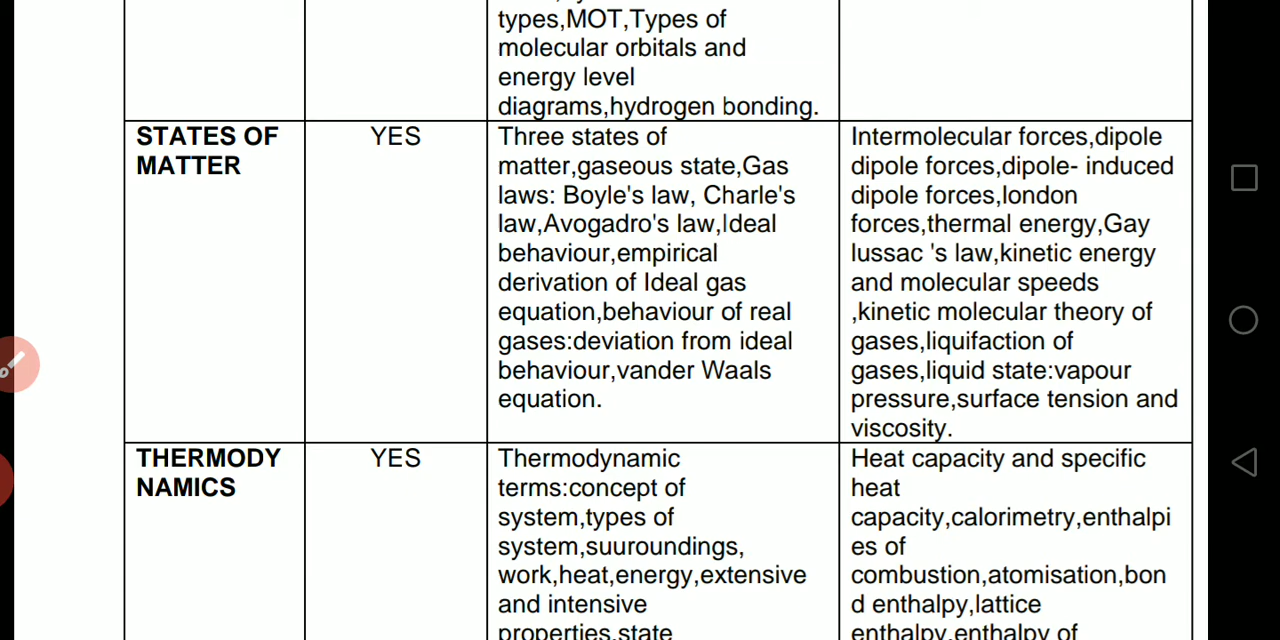 types,MOT,Types of
molecular orbitals and
energy level
diagrams,hydrogen bonding.
STATES OF
MATTER
YES
Three states of
matter,gaseous state,Gas
laws: Boyle's law, Charle's
law,Avogadro's law,Ideal
behaviour,empirical
derivation of Ideal gas
equation,behaviour of real
gases:deviation from ideal
behaviour,vander Waals
equation.
Intermolecular forces,dipole
dipole forces,dipole- induced
dipole forces,london
forces,thermal energy,Gay
lussac 's law,kinetic energy
and molecular speeds
,kinetic molecular theory of
gases,liquifaction of
gases,liquid state:vapour
pressure,surface tension and
viscosity.
THERMODY
NAMICS
YES
Thermodynamic
terms:concept of
system,types of
system,suuroundings,
work,heat,energy,extensive
and intensive
properties,state
Heat capacity and specific
heat
capacity,calorimetry,enthalpi
es of
combustion,atomisation,bon
d enthalpy,lattice
enthalpy,enthalpy of